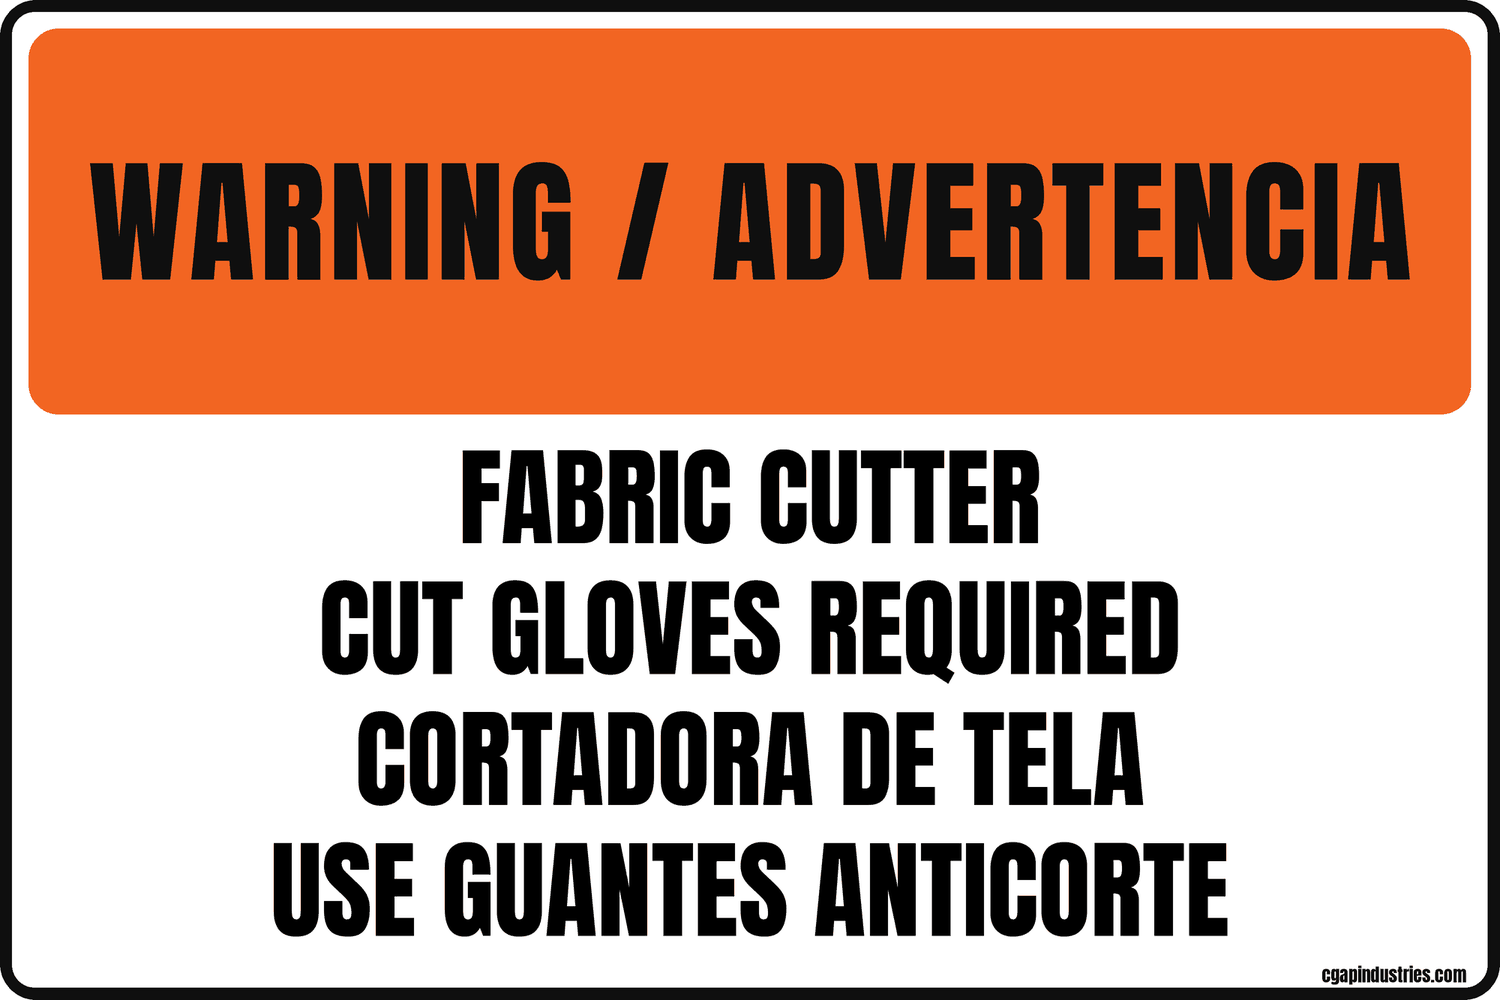 WARNING / ADVERTENCIA
FABRIC CUTTER
CUT GLOVES REQUIRED
CORTADORA DE TELA
USE GUANTES ANTICORTE
cgapindustries.com